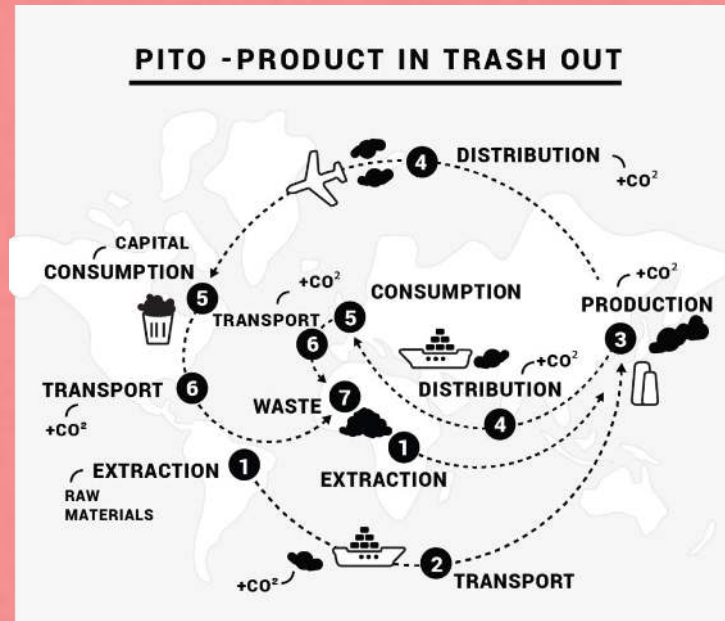 PITO -PRODUCT IN TRASH OUT
4
DISTRIBUTION
+CO²
CAPITAL
CONSUMPTION
5
+CO²
TRANSPORT
6
5
CONSUMPTION
+CO²
PRODUCTION
3
+CO²
DISTRIBUTION
4
TRANSPORT
6
+CO²
WASTE
7
1
EXTRACTION
EXTRACTION
1
RAW
MATERIALS
+CO²
2
TRANSPORT